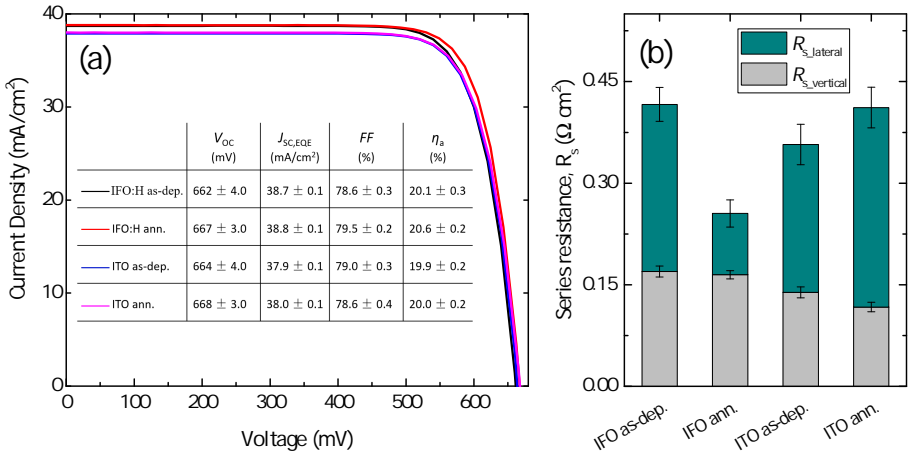 (a)
Current Density (mA/cm²)
40
30
20
10
0
V_OC (mV) J_SC,EQE (mA/cm²) FF (%) η_a (%)
IFO:H as-dep. 662 ± 4.0 38.7 ± 0.1 78.6 ± 0.3 20.1 ± 0.3
IFO:H ann. 667 ± 3.0 38.8 ± 0.1 79.5 ± 0.2 20.6 ± 0.2
ITO as-dep. 664 ± 4.0 37.9 ± 0.1 79.0 ± 0.3 19.9 ± 0.2
ITO ann. 668 ± 3.0 38.0 ± 0.1 78.6 ± 0.4 20.0 ± 0.2
0 100 200 300 400 500 600
Voltage (mV)
(b)
R_s_lateral
R_s_vertical
Series resistance, R_s (Ω cm²)
0.45
0.30
0.15
0.00
IFO as-dep.
IFO ann.
ITO as-dep.
ITO ann.